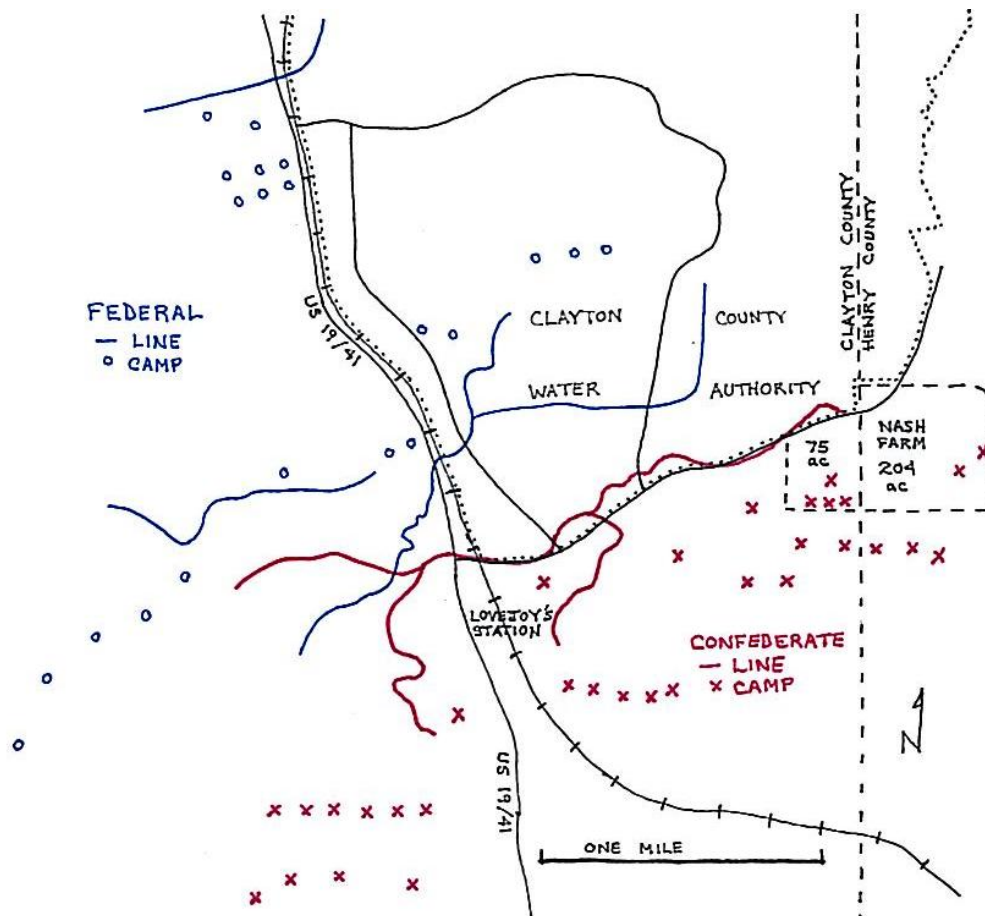 CLAYTON COUNTY
HENRY COUNTY
FEDERAL
— LINE
o CAMP
US 19/41
CLAYTON COUNTY
WATER AUTHORITY
75
ac
NASH
FARM
204
ac
LOVEJOY'S
STATION
CONFEDERATE
— LINE
x CAMP
N
US 19/41
ONE MILE